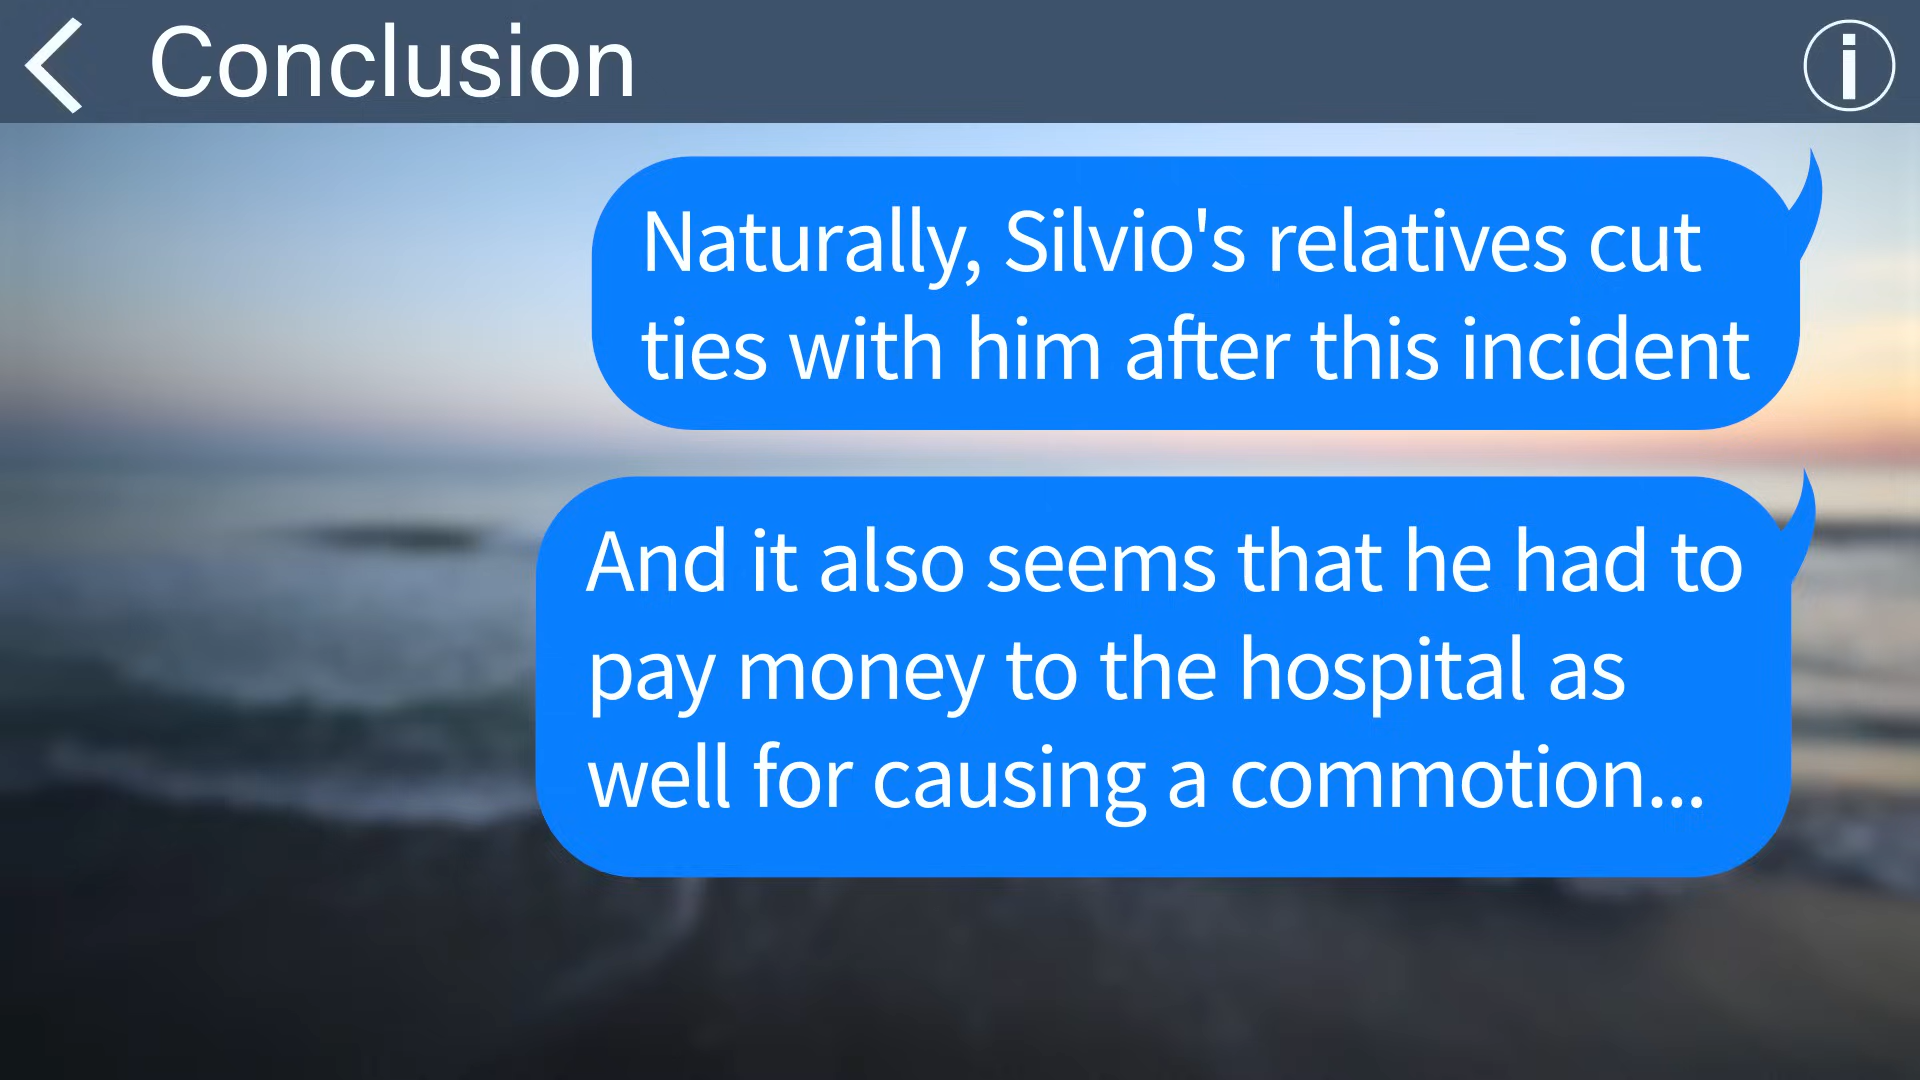 Conclusion
Naturally, Silvio's relatives cut
ties with him after this incident
And it also seems that he had to
pay money to the hospital as
well for causing a commotion...